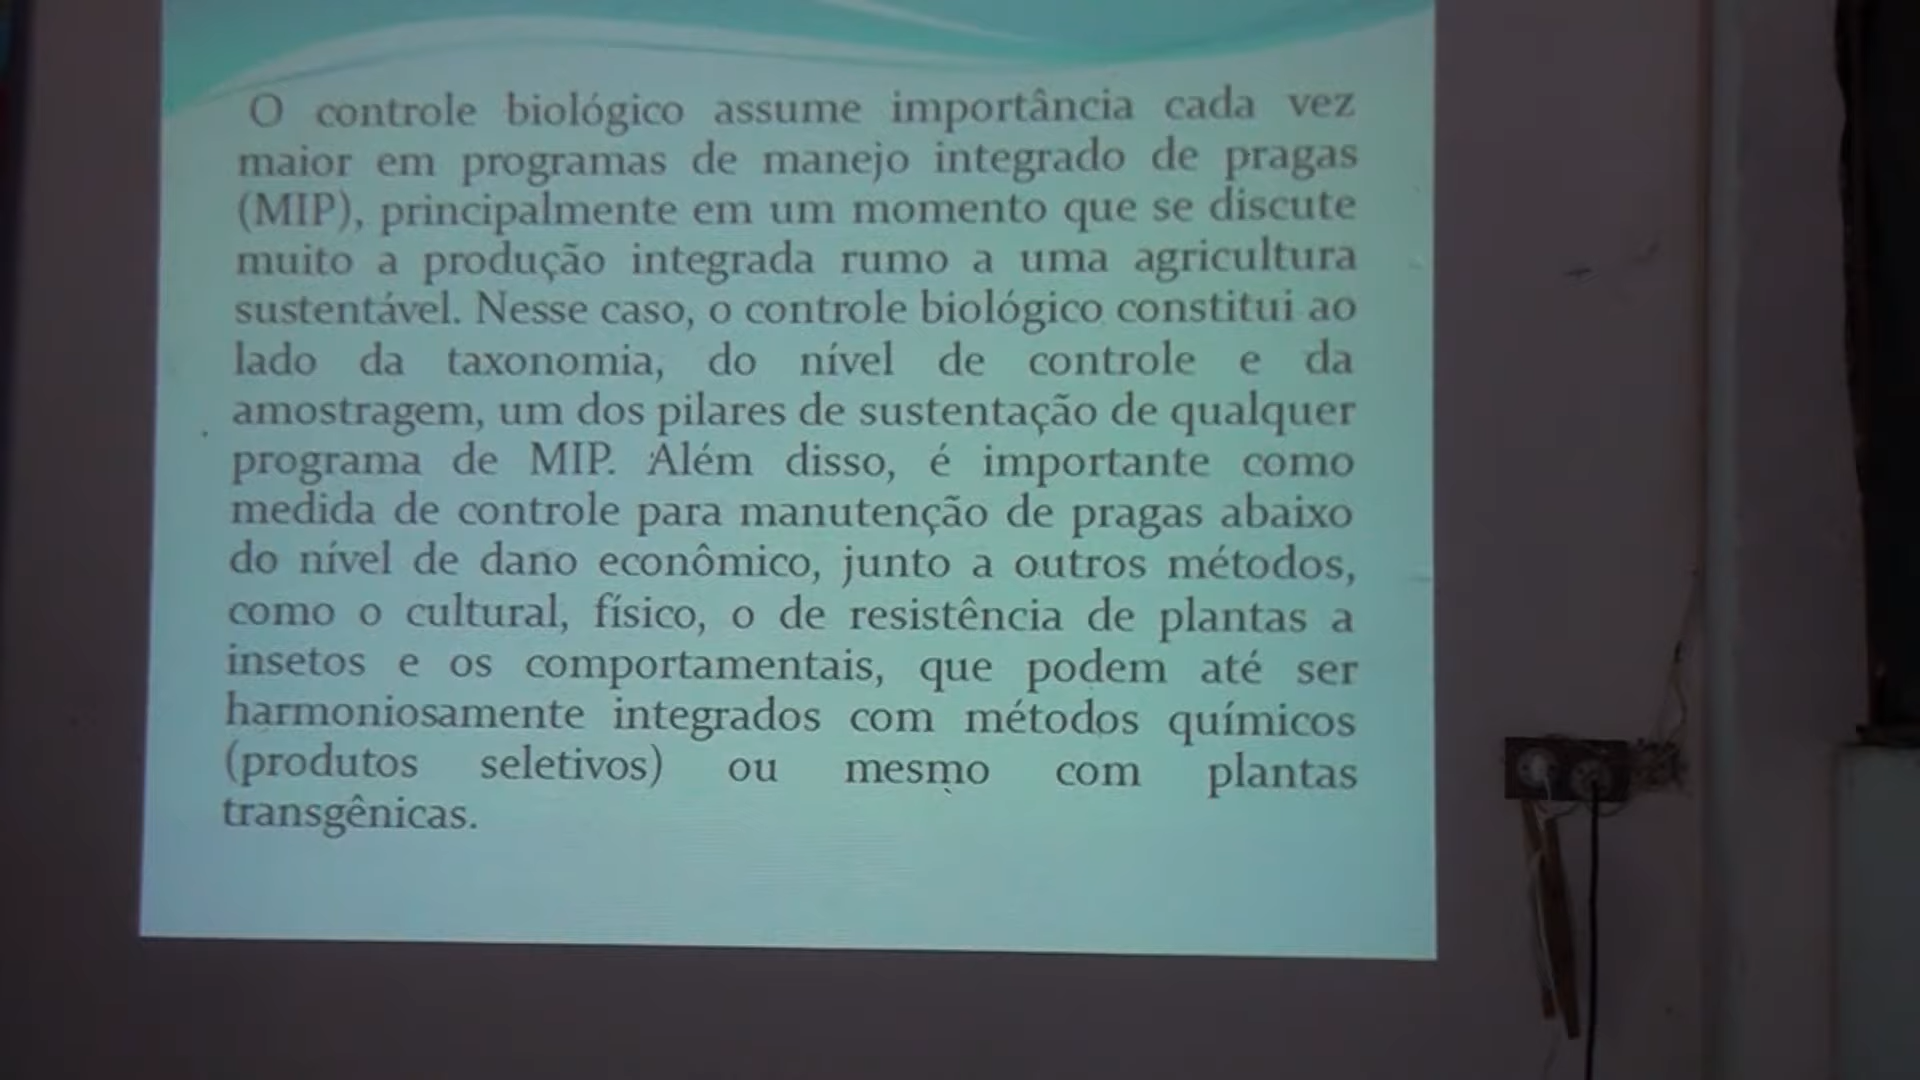 O controle biológico assume importância cada vez
maior em programas de manejo integrado de pragas
(MIP), principalmente em um momento que se discute
muito a produção integrada rumo a uma agricultura
sustentável. Nesse caso, o controle biológico constitui ao
lado da taxonomia, do nível de controle e da
amostragem, um dos pilares de sustentação de qualquer
programa de MIP. Além disso, é importante como
medida de controle para manutenção de pragas abaixo
do nível de dano econômico, junto a outros métodos,
como o cultural, físico, o de resistência de plantas a
insetos e os comportamentais, que podem até ser
harmoniosamente integrados com métodos químicos
(produtos seletivos) ou mesmo com plantas
transgênicas.